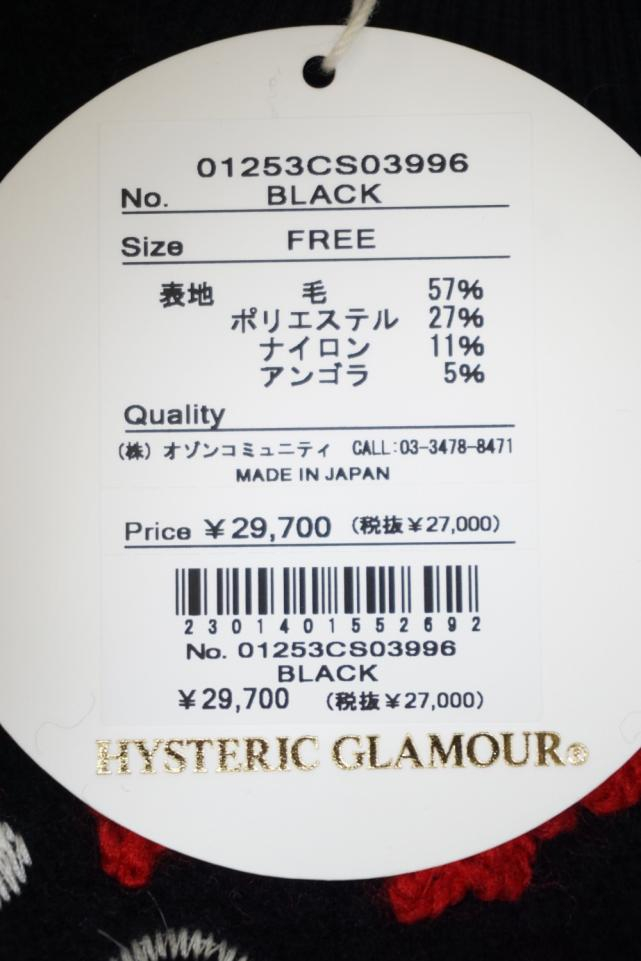 01253CS03996
No. BLACK
Size FREE
表地 毛 57%
ポリエステル 27%
ナイロン 11%
アンゴラ 5%
Quality
(株) オゾンコミュニティ CALL:03-3478-8471
MADE IN JAPAN
Price ¥29,700 (税抜¥27,000)
2301401552692
No. 01253CS03996
BLACK
¥29,700 (税抜¥27,000)
HYSTERIC GLAMOUR®